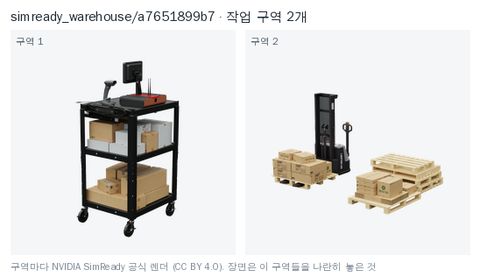 simready_warehouse/a7651899b7 · 작업 구역 2개
구역 1
구역 2
구역마다 NVIDIA SimReady 공식 렌더 (CC BY 4.0). 장면은 이 구역들을 나란히 놓은 것